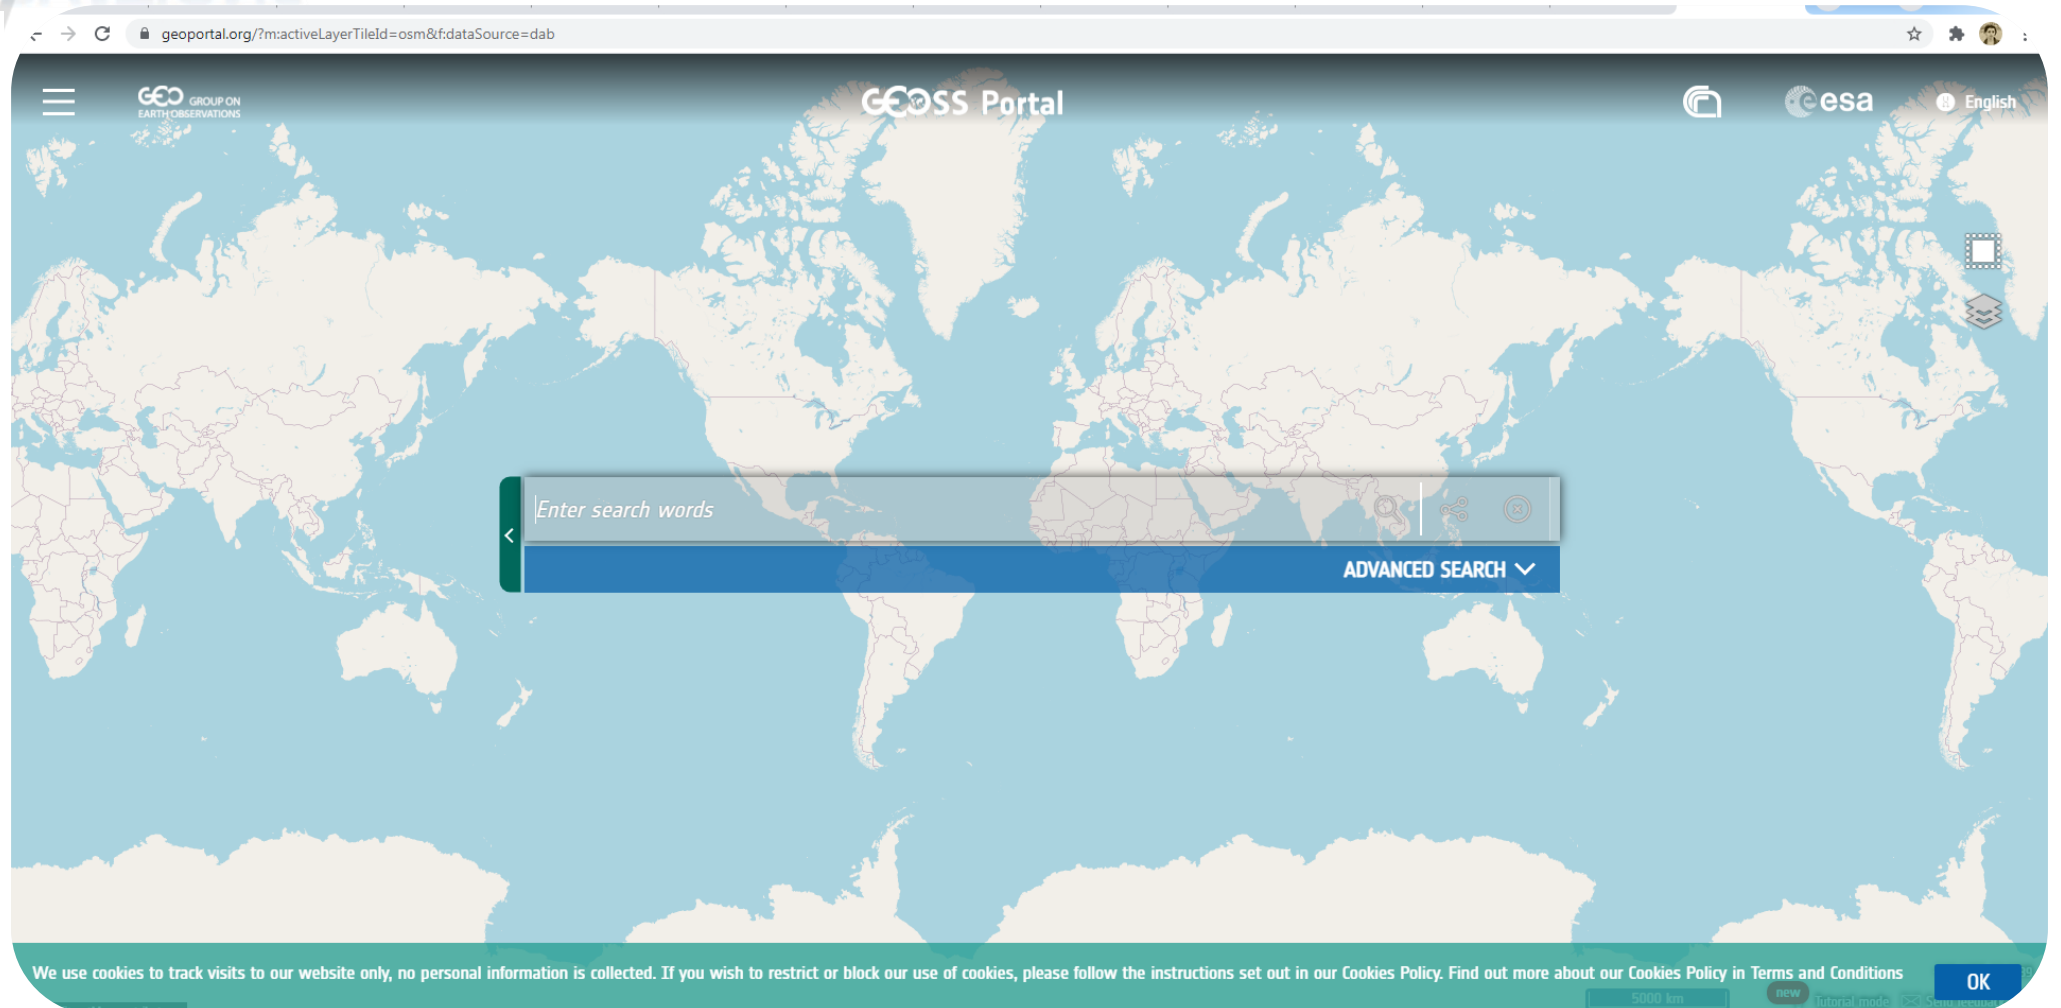 geoportal.org/?m:activeLayerTileId=osm&f:dataSource=dab
GEO GROUP ON
EARTH OBSERVATIONS
GEOSS Portal
esa
English
Enter search words
ADVANCED SEARCH
We use cookies to track visits to our website only, no personal information is collected. If you wish to restrict or block our use of cookies, please follow the instructions set out in our Cookies Policy. Find out more about our Cookies Policy in Terms and Conditions
OK
5000 km
new
Tutorial mode
Send feedback